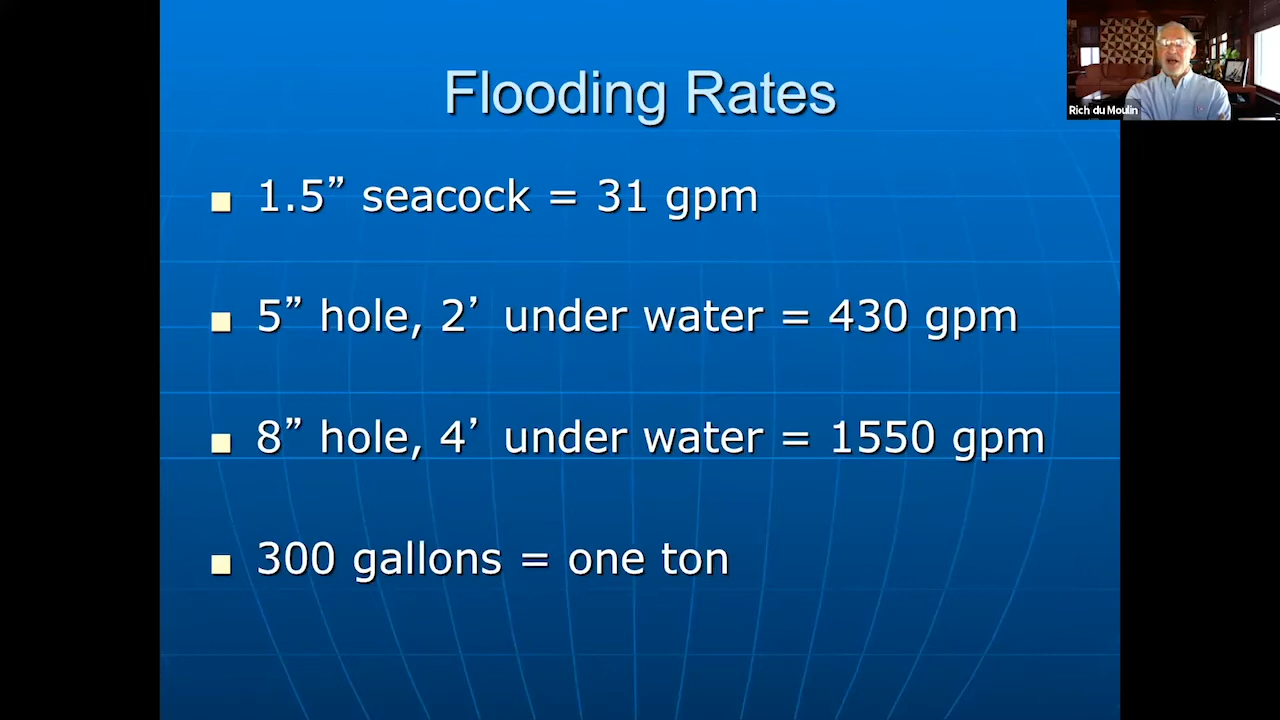 Flooding Rates
1.5” seacock = 31 gpm
5” hole, 2’ under water = 430 gpm
8” hole, 4’ under water = 1550 gpm
300 gallons = one ton
Rich du Moulin